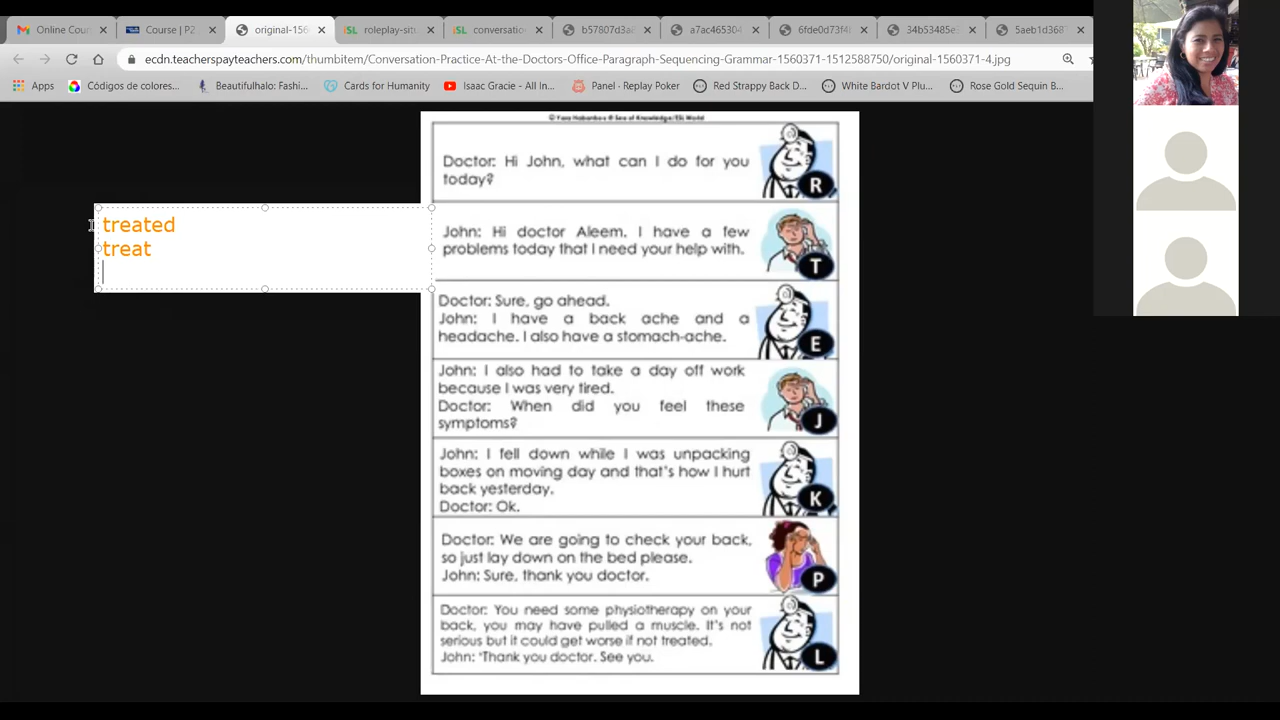 Online Cour
Course | P2
original-156
roleplay-situ
conversation
b57807d3ae
a7ac465304
6fde0d73f4
34b53485e
5aeb1d368
ecdn.teacherspayteachers.com/thumbitem/Conversation-Practice-At-the-Doctors-Office-Paragraph-Sequencing-Grammar-1560371-1512588750/original-1560371-4.jpg
Apps
Códigos de colores...
Beautifulhalo: Fashi...
Cards for Humanity
Isaac Gracie - All In...
Panel · Replay Poker
Red Strappy Back D...
White Bardot V Plu...
Rose Gold Sequin B...
Doctor: Hi John, what can I do for you
today?
R
treated
treat
John: Hi doctor Aleem. I have a few
problems today that I need your help with.
T
Doctor: Sure, go ahead.
John: I have a back ache and a
headache. I also have a stomach-ache.
E
John: I also had to take a day off work
because I was very tired.
Doctor: When did you feel these
symptoms?
J
John: I fell down while I was unpacking
boxes on moving day and that's how I hurt
back yesterday.
Doctor: Ok.
K
Doctor: We are going to check your back,
so just lay down on the bed please.
John: Sure, thank you doctor.
P
Doctor: You need some physiotherapy on your
back, you may have pulled a muscle. It's not
serious but it could get worse if not treated.
John: 'Thank you doctor. See you.
L